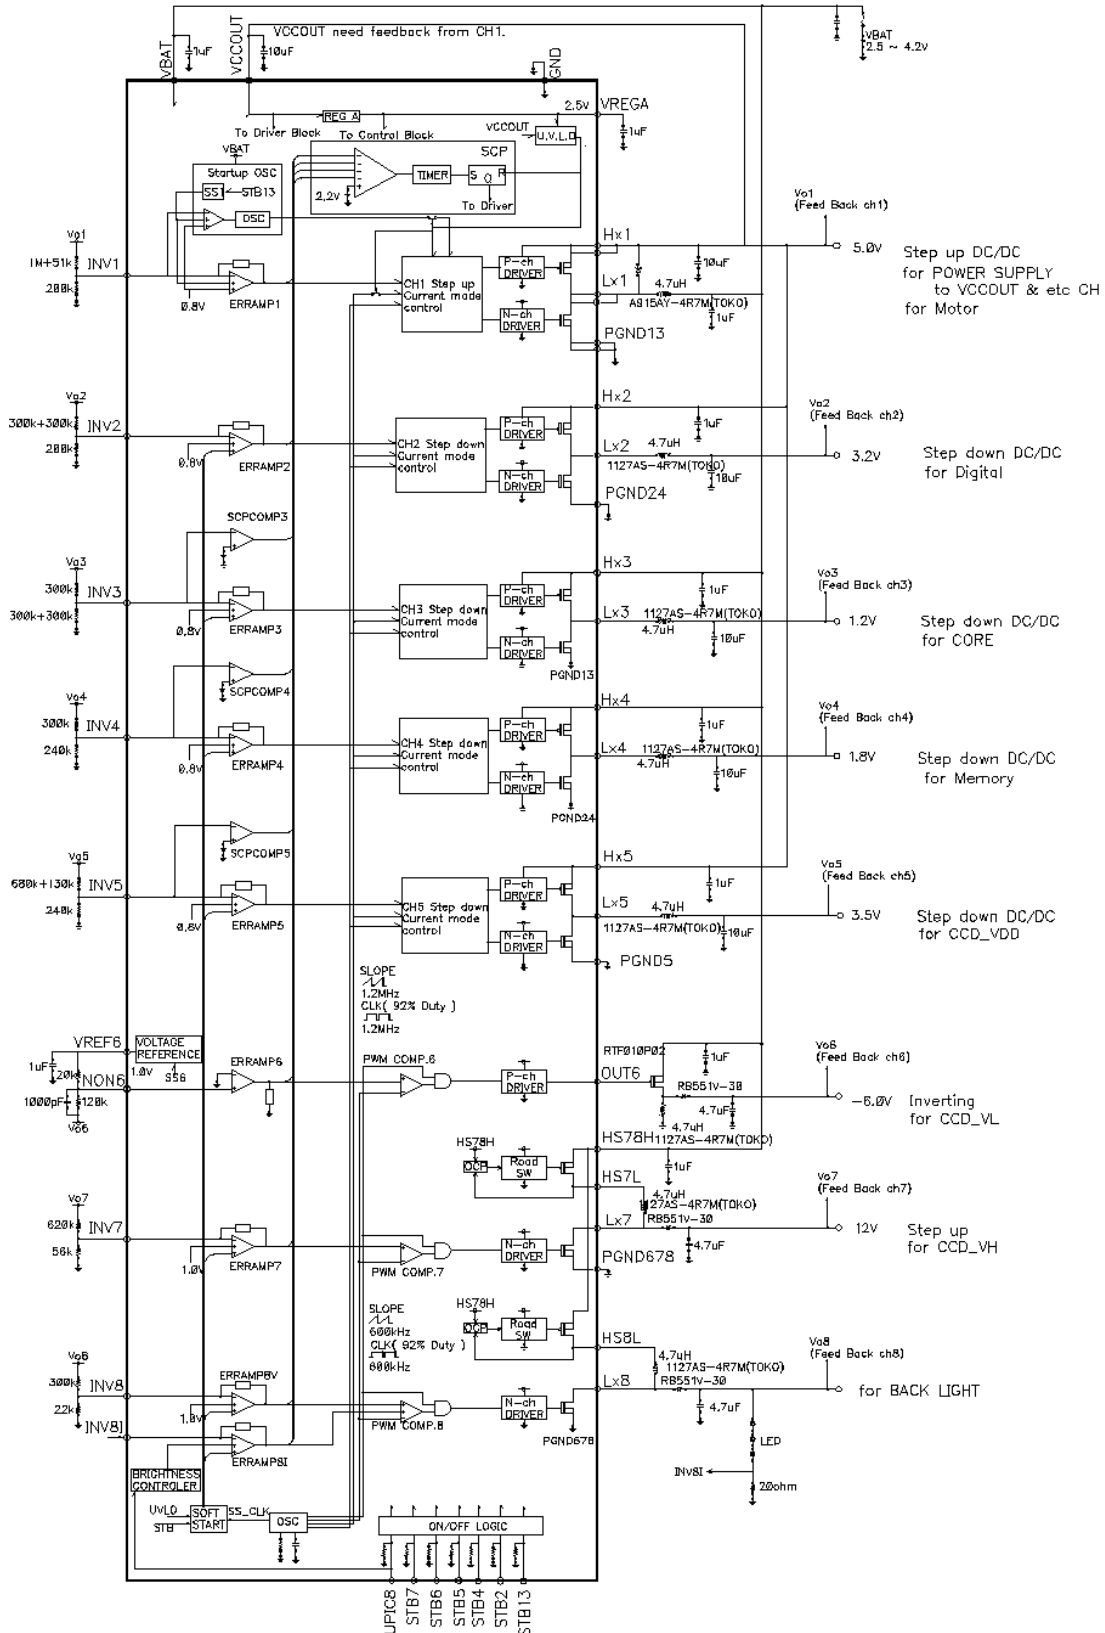 VBAT
1uF
VCCOUT
10uF
VCCOUT need feedback from CH1.
GND
VBAT
2.5 ~ 4.2V
REG A
2.5V
VREGA
1uF
To Driver Block
To Control Block
VCCOUT
U.V.L.O
SCP
TIMER
S Q R
2.2V
To Driver
VBAT
Startup OSC
SS1
STB13
OSC
Vo1
1M+51k
INV1
200k
0.8V
ERRAMP1
CH1 Step up
Current mode
control
P-ch
DRIVER
N-ch
DRIVER
Hx1
Lx1
10uF
4.7uH
A915AY-4R7M(TOKO)
1uF
PGND13
Vo1
(Feed Back ch1)
5.0V
Step up DC/DC
for POWER SUPPLY
to VCCOUT & etc CH
for Motor
Vo2
300k+300k
INV2
200k
0.8V
ERRAMP2
CH2 Step down
Current mode
control
P-ch
DRIVER
N-ch
DRIVER
Hx2
1uF
Lx2
4.7uH
1127AS-4R7M(TOKO)
10uF
PGND24
Vo2
(Feed Back ch2)
3.2V
Step down DC/DC
for Digital
SCPCOMP3
Vo3
300k
INV3
300k+300k
0.8V
ERRAMP3
CH3 Step down
Current mode
control
P-ch
DRIVER
N-ch
DRIVER
Hx3
1uF
Lx3
1127AS-4R7M(TOKO)
4.7uH
10uF
PGND13
Vo3
(Feed Back ch3)
1.2V
Step down DC/DC
for CORE
SCPCOMP4
Vo4
300k
INV4
240k
0.8V
ERRAMP4
CH4 Step down
Current mode
control
P-ch
DRIVER
N-ch
DRIVER
Hx4
1uF
Lx4
1127AS-4R7M(TOKO)
4.7uH
10uF
PGND24
Vo4
(Feed Back ch4)
1.8V
Step down DC/DC
for Memory
SCPCOMP5
Vo5
680k+130k
INV5
240k
0.8V
ERRAMP5
CH5 Step down
Current mode
control
P-ch
DRIVER
N-ch
DRIVER
Hx5
1uF
Lx5
4.7uH
1127AS-4R7M(TOKO)
10uF
PGND5
Vo5
(Feed Back ch5)
3.5V
Step down DC/DC
for CCD_VDD
SLOPE
1.2MHz
CLK( 92% Duty )
1.2MHz
VREF6
VOLTAGE
REFERENCE
1.0V
SS6
1uF
20k
NON6
1000pF
120k
Vo6
ERRAMP6
PWM COMP.6
P-ch
DRIVER
OUT6
RTF010P02
1uF
RB551V-30
4.7uF
4.7uH
1127AS-4R7M(TOKO)
Vo6
(Feed Back ch6)
-6.0V
Inverting
for CCD_VL
HS78H
OCP
Road
SW
HS78H
1uF
HS7L
4.7uH
1127AS-4R7M(TOKO)
RB551V-30
Vo7
620k
INV7
56k
1.0V
ERRAMP7
PWM COMP.7
N-ch
DRIVER
Lx7
4.7uF
PGND678
Vo7
(Feed Back ch7)
12V
Step up
for CCD_VH
SLOPE
600kHz
CLK( 92% Duty )
600kHz
HS78H
OCP
Road
SW
HS8L
4.7uH
1127AS-4R7M(TOKO)
RB551V-30
300k
INV8
22k
1.0V
ERRAMP8V
INV8I
ERRAMP8I
PWM COMP.8
N-ch
DRIVER
Lx8
4.7uF
PGND678
Vo8
(Feed Back ch8)
for BACK LIGHT
LED
INV8I
20ohm
BRIGHTNESS
CONTROLER
UVLO
STB
SOFT
START
SS_CLK
OSC
ON/OFF LOGIC
UPIC8
STB7
STB6
STB5
STB4
STB2
STB13